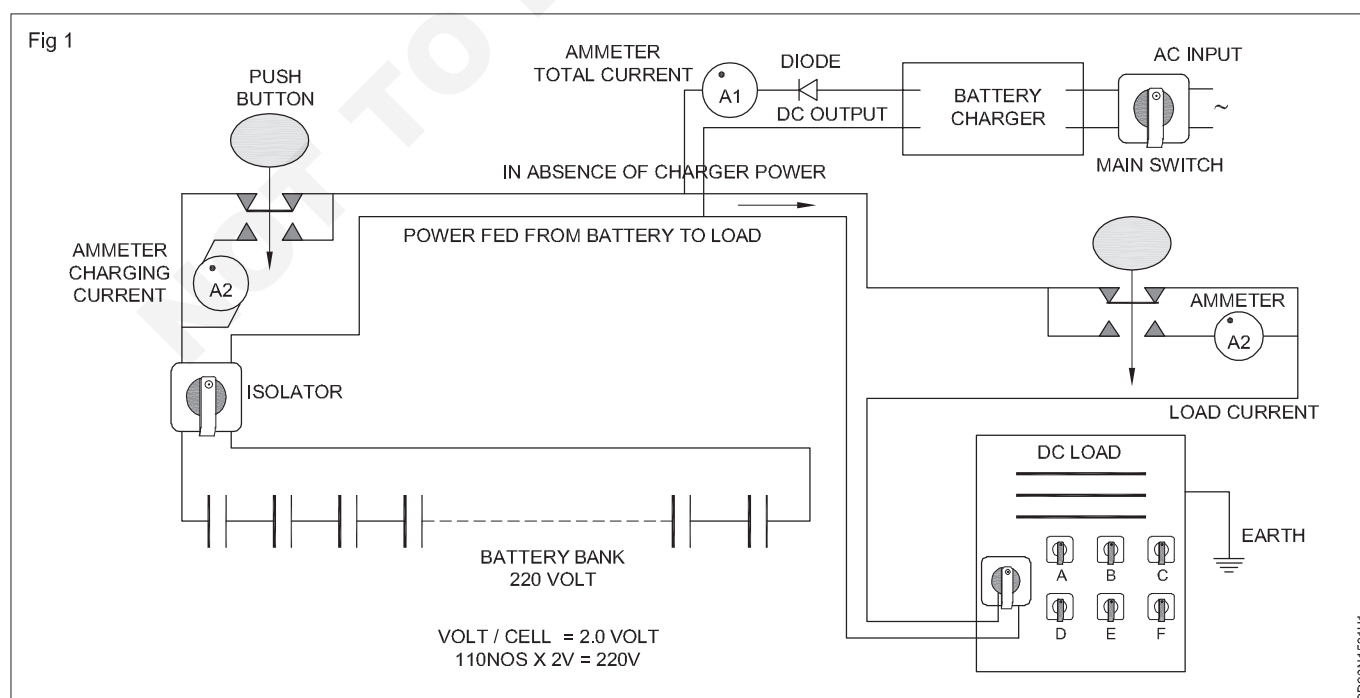 Fig 1
PUSH
BUTTON
AMMETER
TOTAL CURRENT
A1
DIODE
DC OUTPUT
BATTERY
CHARGER
AC INPUT
~
MAIN SWITCH
IN ABSENCE OF CHARGER POWER
POWER FED FROM BATTERY TO LOAD
AMMETER
CHARGING
CURRENT
A2
AMMETER
A2
LOAD CURRENT
ISOLATOR
DC LOAD
A B C
D E F
EARTH
BATTERY BANK
220 VOLT
VOLT / CELL = 2.0 VOLT
110NOS X 2V = 220V
NOT TO